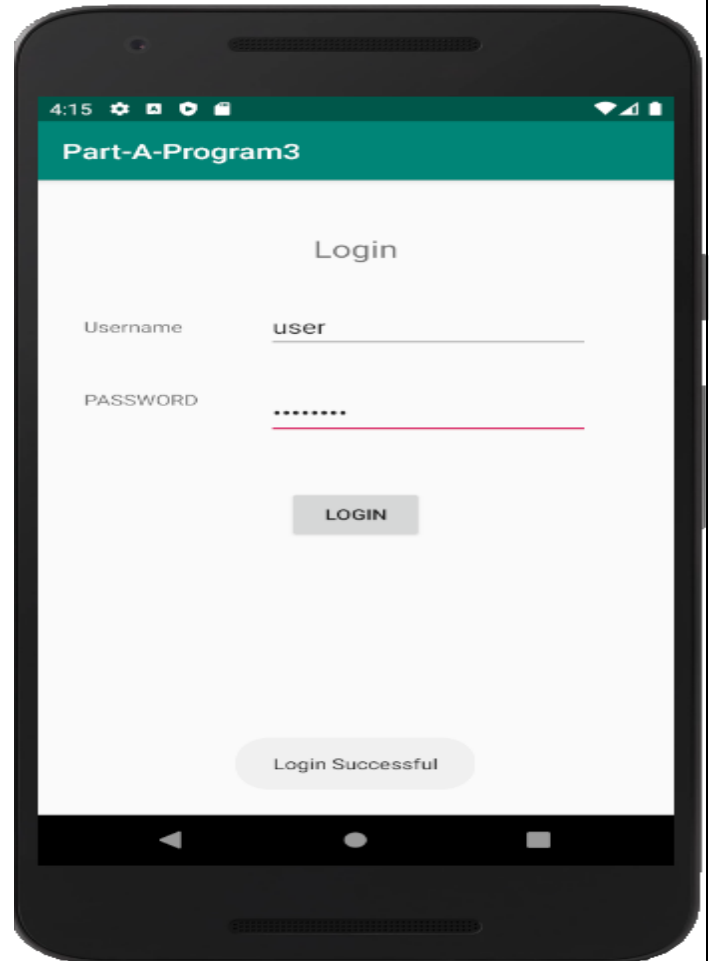 4:15
Part-A-Program3
Login
Username user
PASSWORD ........
LOGIN
Login Successful